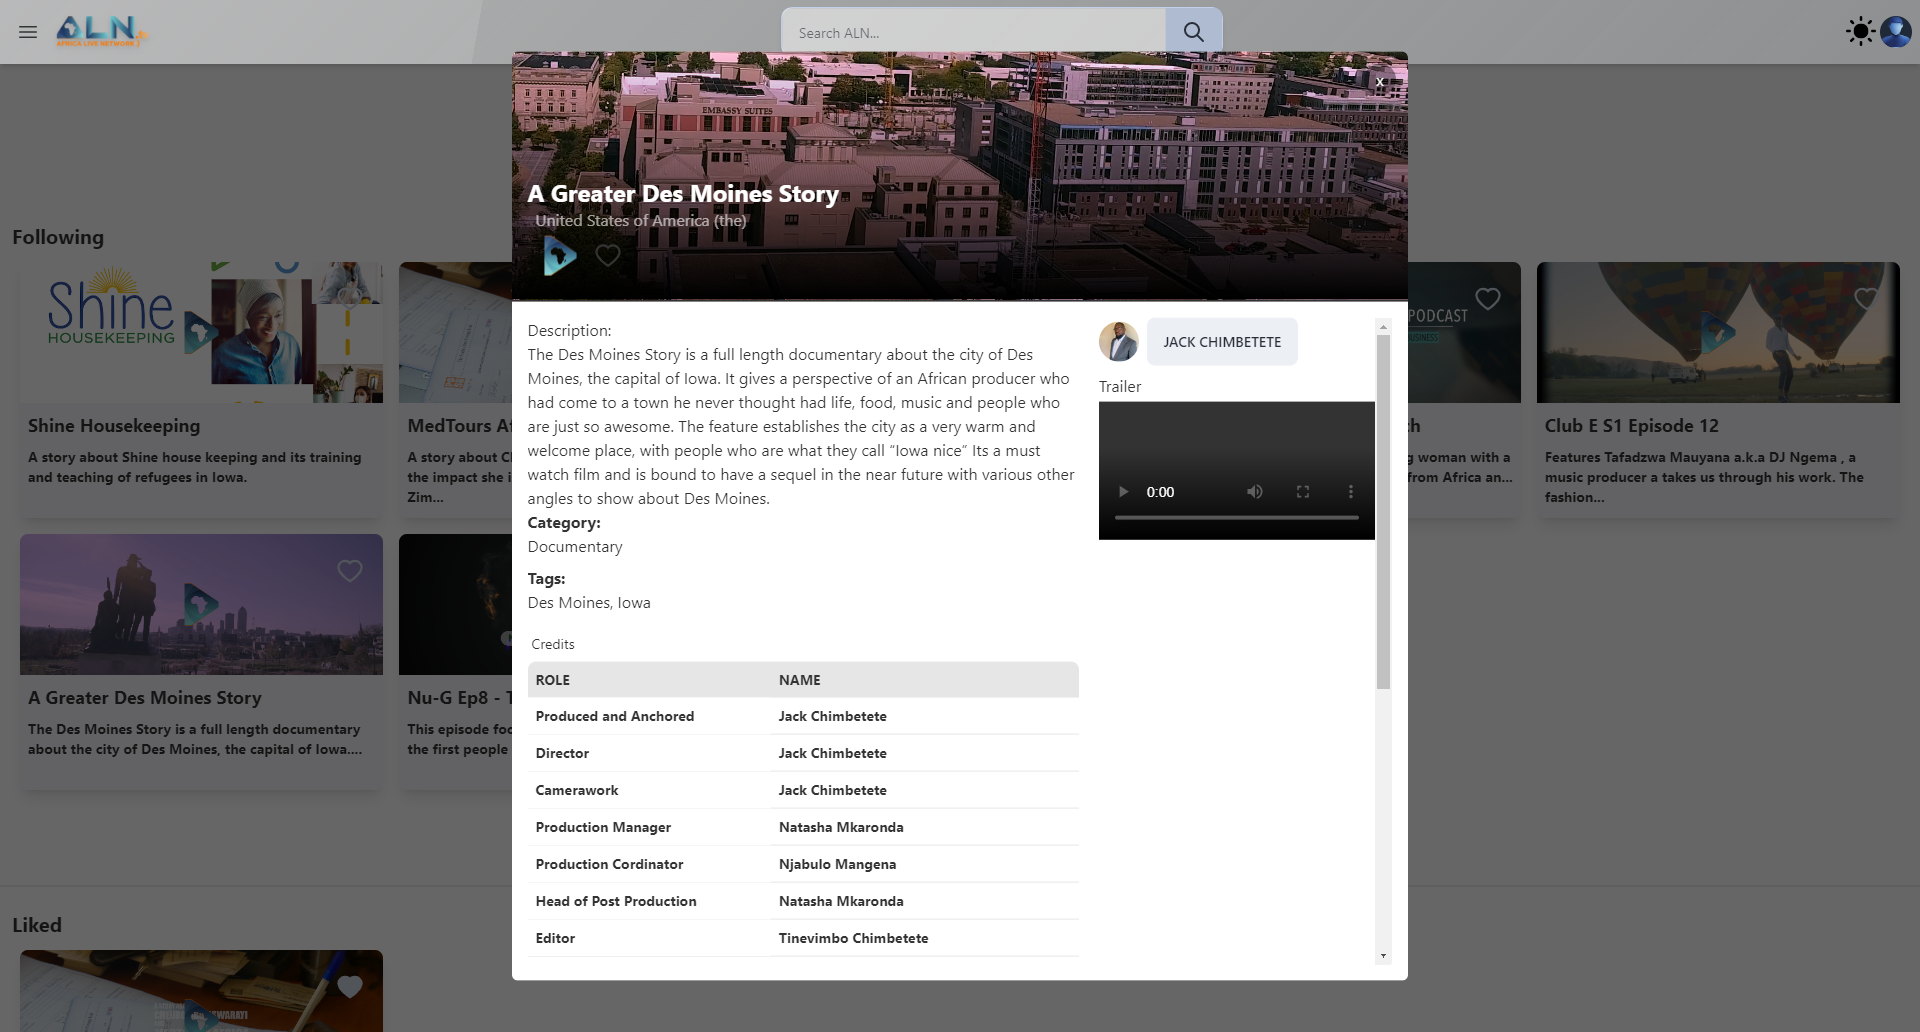 ALN
AFRICA LIVE NETWORK
Search ALN...
x
EMBASSY SUITES
A Greater Des Moines Story
United States of America (the)
Following
Shine
HOUSEKEEPING
Shine Housekeeping
A story about Shine house keeping and its training
and teaching of refugees in Iowa.
MedTours Af
A story about Cl
the impact she i
Zim...
Description:
The Des Moines Story is a full length documentary about the city of Des
Moines, the capital of Iowa. It gives a perspective of an African producer who
had come to a town he never thought had life, food, music and people who
are just so awesome. The feature establishes the city as a very warm and
welcome place, with people who are what they call “Iowa nice” Its a must
watch film and is bound to have a sequel in the near future with various other
angles to show about Des Moines.
Category:
Documentary
Tags:
Des Moines, Iowa
JACK CHIMBETETE
Trailer
0:00
PODCAST
BUSINESS
ch
g woman with a
from Africa an...
Club E S1 Episode 12
Features Tafadzwa Mauyana a.k.a DJ Ngema , a
music producer a takes us through his work. The
fashion...
A Greater Des Moines Story
The Des Moines Story is a full length documentary
about the city of Des Moines, the capital of Iowa....
Nu-G Ep8 - T
This episode foc
the first people
Credits
ROLE NAME
Produced and Anchored Jack Chimbetete
Director Jack Chimbetete
Camerawork Jack Chimbetete
Production Manager Natasha Mkaronda
Production Cordinator Njabulo Mangena
Head of Post Production Natasha Mkaronda
Editor Tinevimbo Chimbetete
Liked